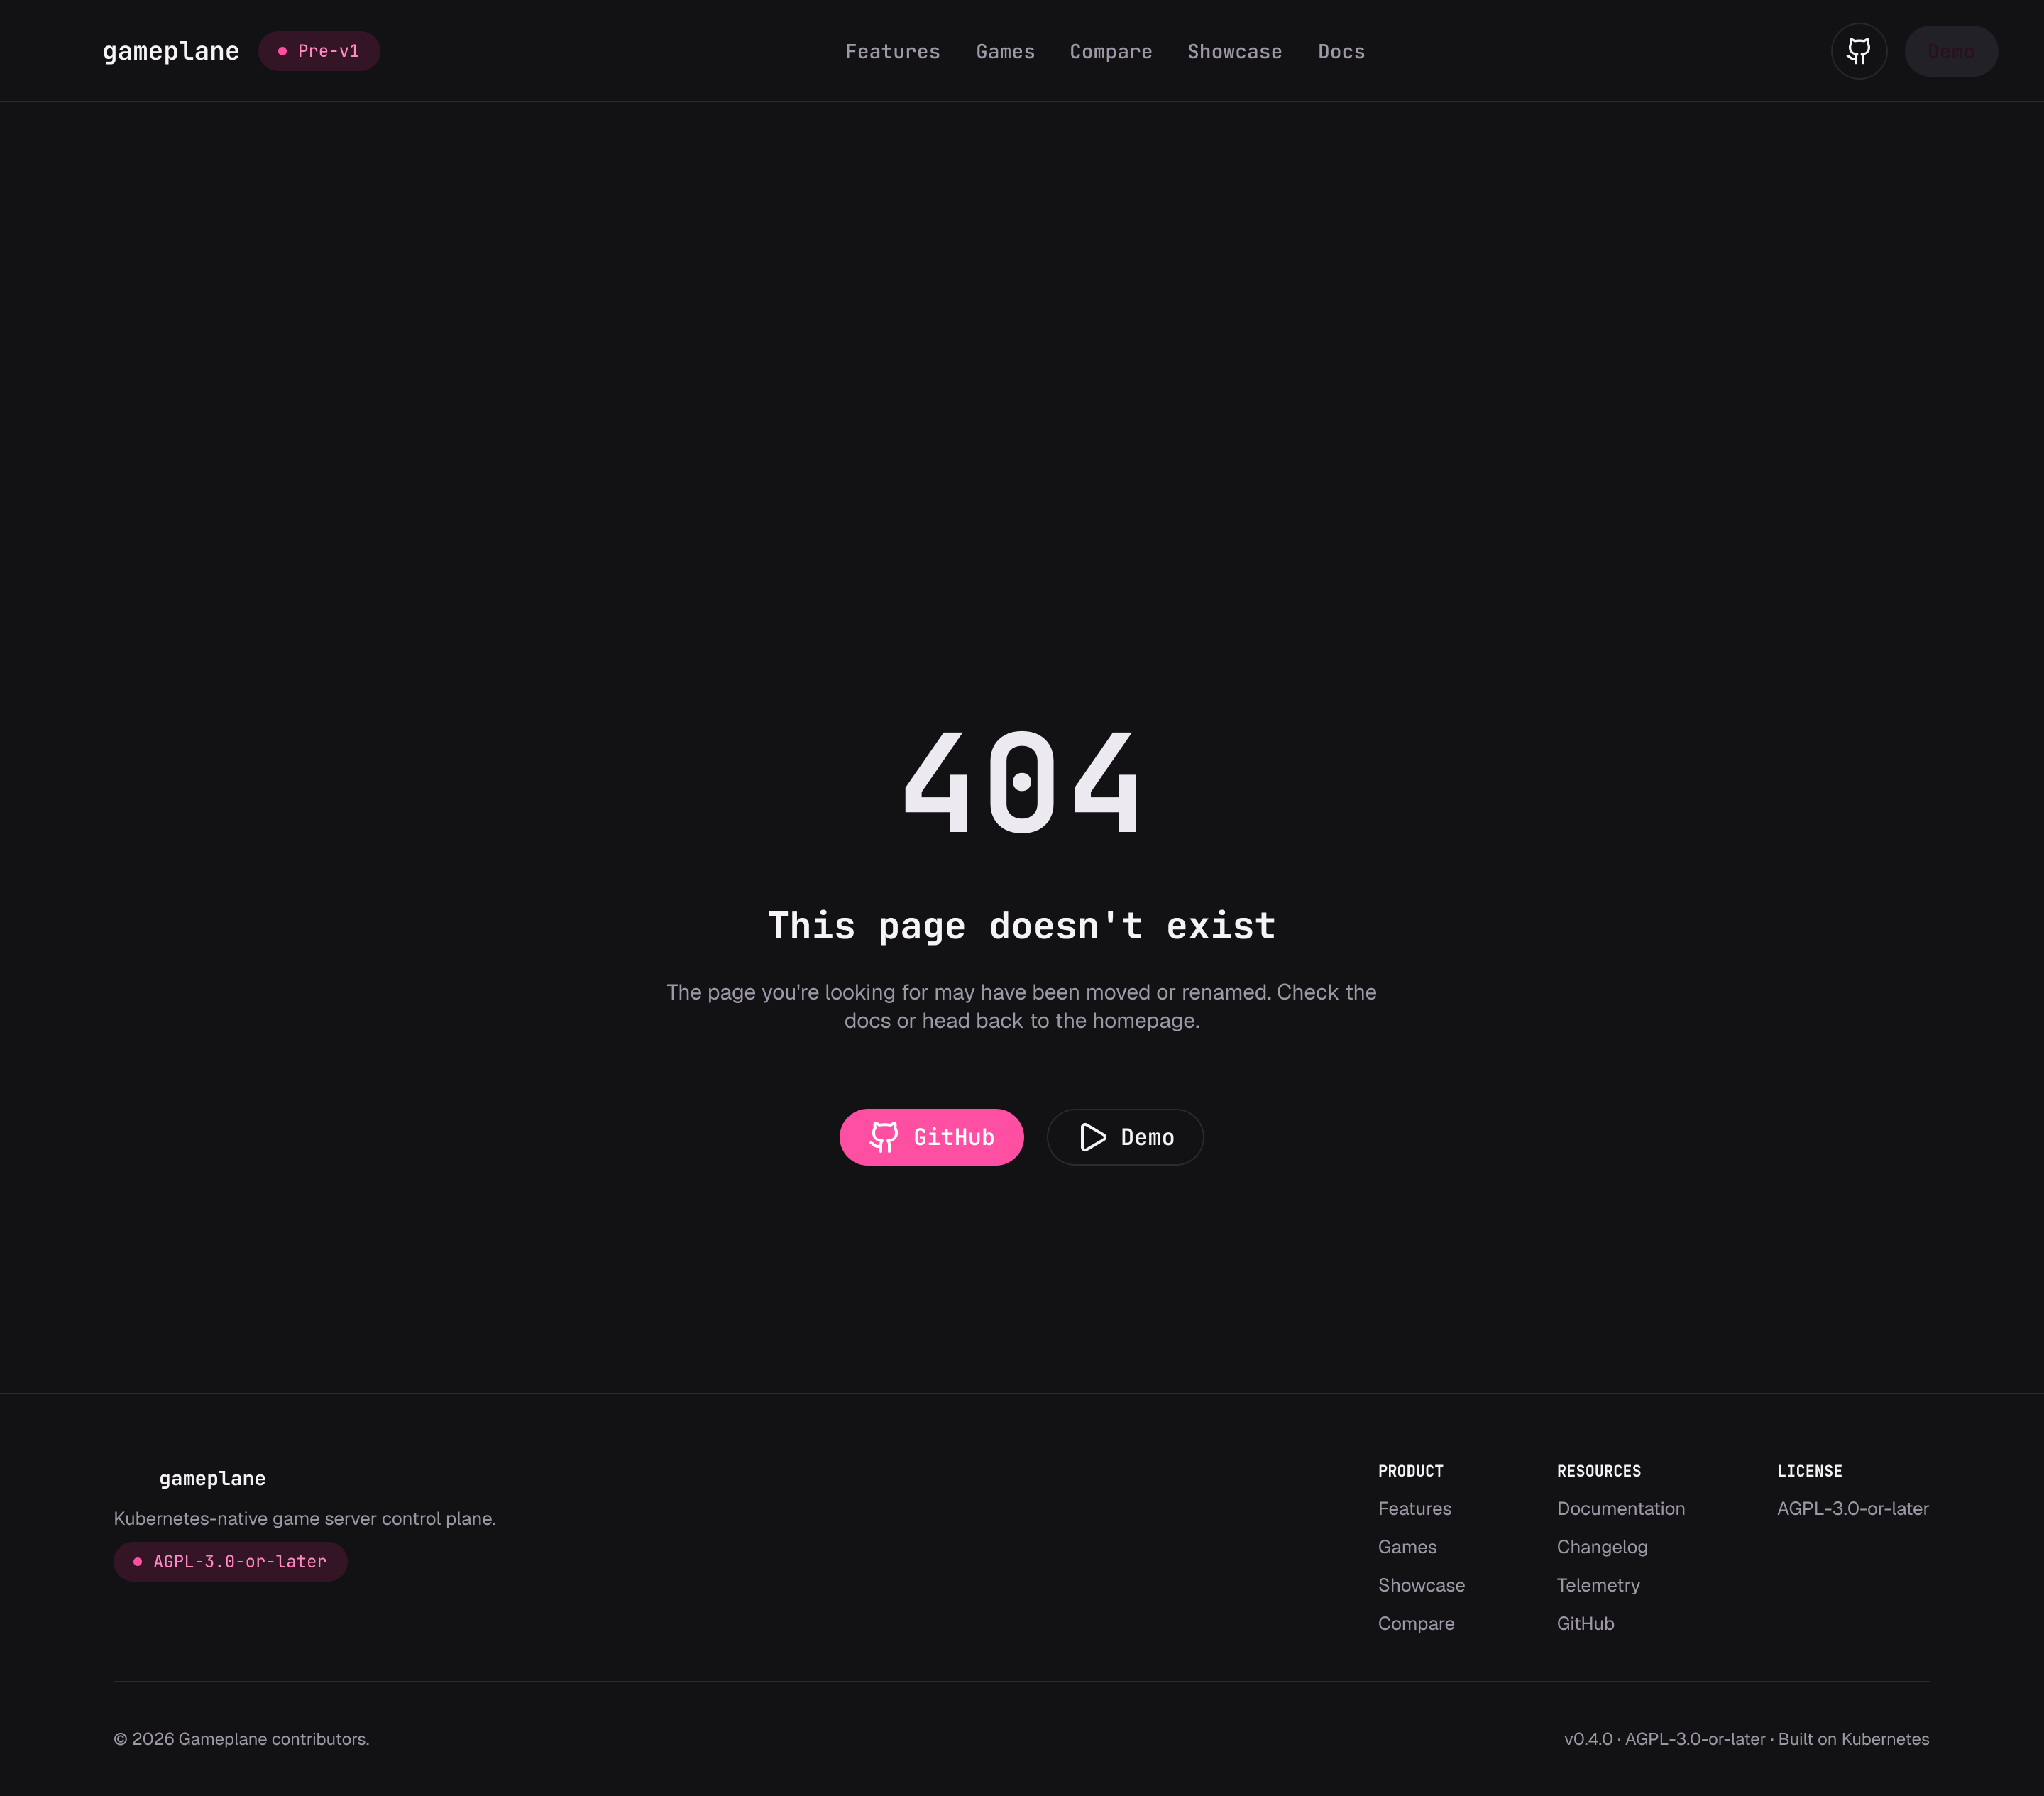 gameplane
Pre-v1
Features
Games
Compare
Showcase
Docs
Demo
404
This page doesn't exist
The page you're looking for may have been moved or renamed. Check the
docs or head back to the homepage.
GitHub
Demo
gameplane
Kubernetes-native game server control plane.
AGPL-3.0-or-later
PRODUCT
Features
Games
Showcase
Compare
RESOURCES
Documentation
Changelog
Telemetry
GitHub
LICENSE
AGPL-3.0-or-later
© 2026 Gameplane contributors.
v0.4.0 · AGPL-3.0-or-later · Built on Kubernetes